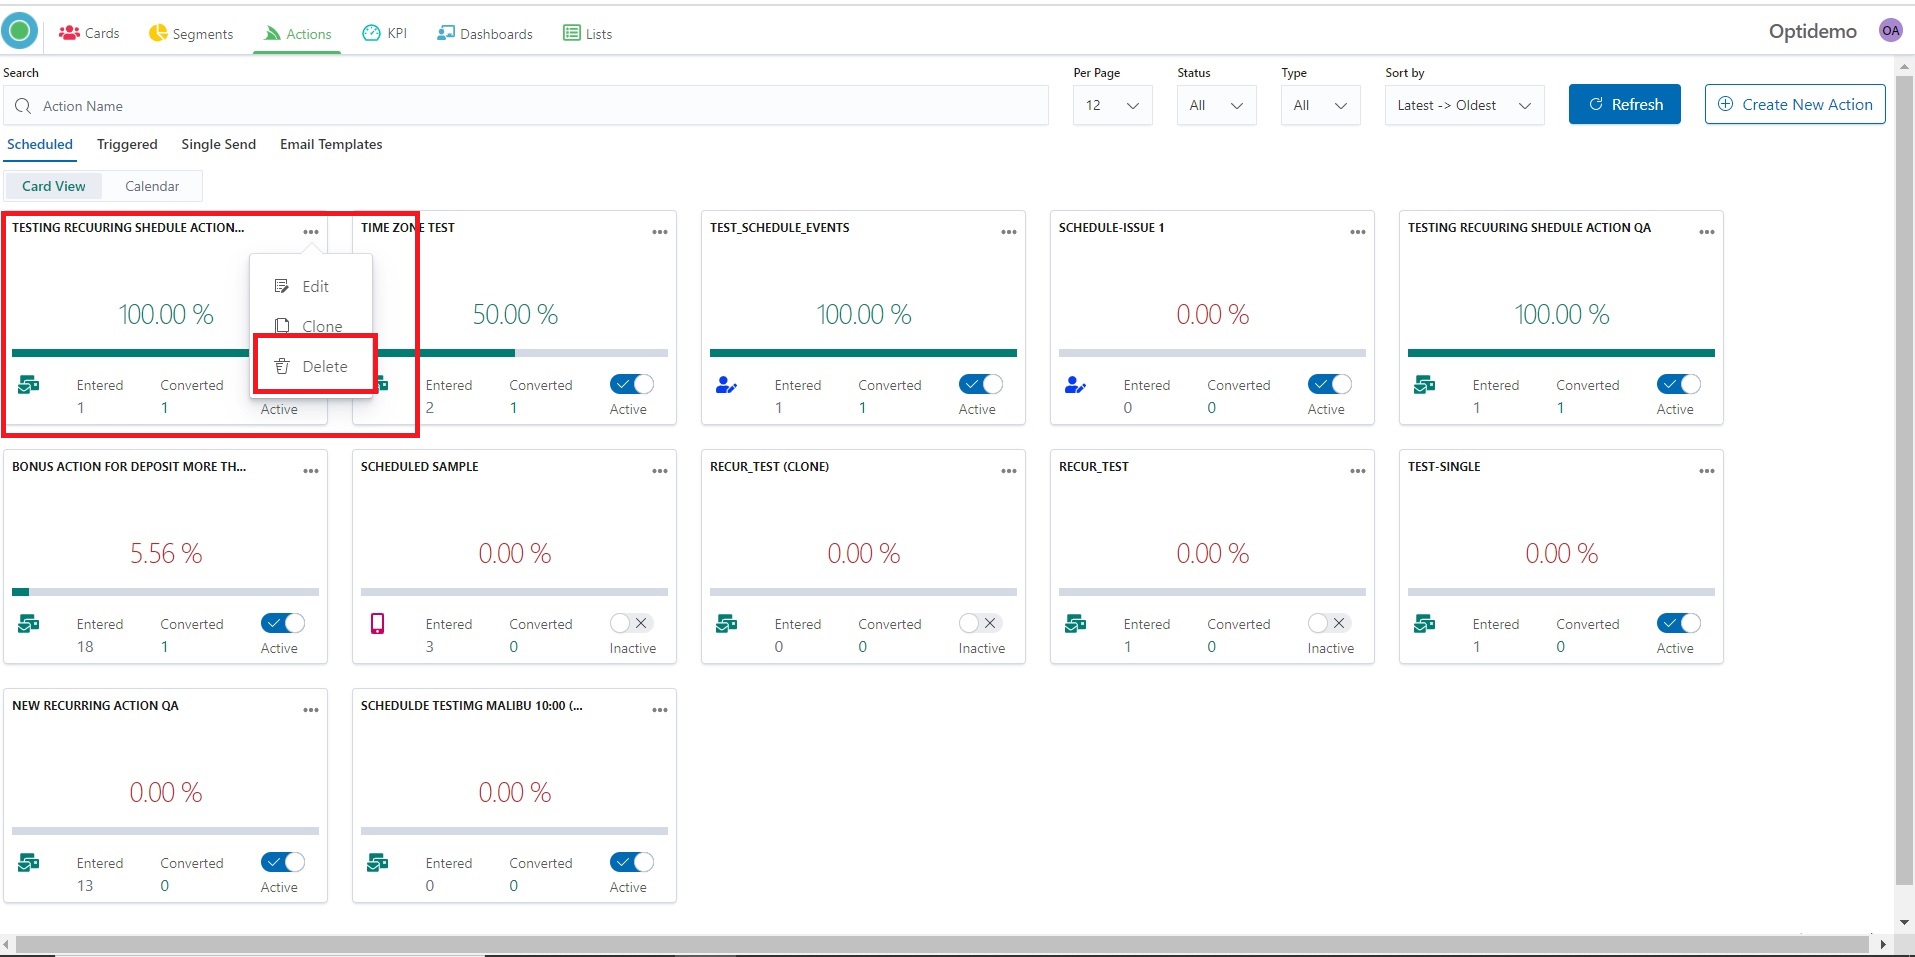 Cards Segments Actions KPI Dashboards Lists Optidemo OA
Search Per Page Status Type Sort by
Action Name 12 All All Latest -> Oldest Refresh Create New Action
Scheduled Triggered Single Send Email Templates
Card View Calendar
TESTING RECUURING SHEDULE ACTION...
Edit
Clone
Delete
100.00 %
Entered Converted
1 1 Active
TIME ZONE TEST
50.00 %
Entered Converted
2 1 Active
TEST_SCHEDULE_EVENTS
100.00 %
Entered Converted
1 1 Active
SCHEDULE-ISSUE 1
0.00 %
Entered Converted
0 0 Active
TESTING RECUURING SHEDULE ACTION QA
100.00 %
Entered Converted
1 1 Active
BONUS ACTION FOR DEPOSIT MORE TH...
5.56 %
Entered Converted
18 1 Active
SCHEDULED SAMPLE
0.00 %
Entered Converted
3 0 Inactive
RECUR_TEST (CLONE)
0.00 %
Entered Converted
0 0 Inactive
RECUR_TEST
0.00 %
Entered Converted
1 0 Inactive
TEST-SINGLE
0.00 %
Entered Converted
1 0 Active
NEW RECURRING ACTION QA
0.00 %
Entered Converted
13 0 Active
SCHEDULDE TESTIMG MALIBU 10:00 (...
0.00 %
Entered Converted
0 0 Active